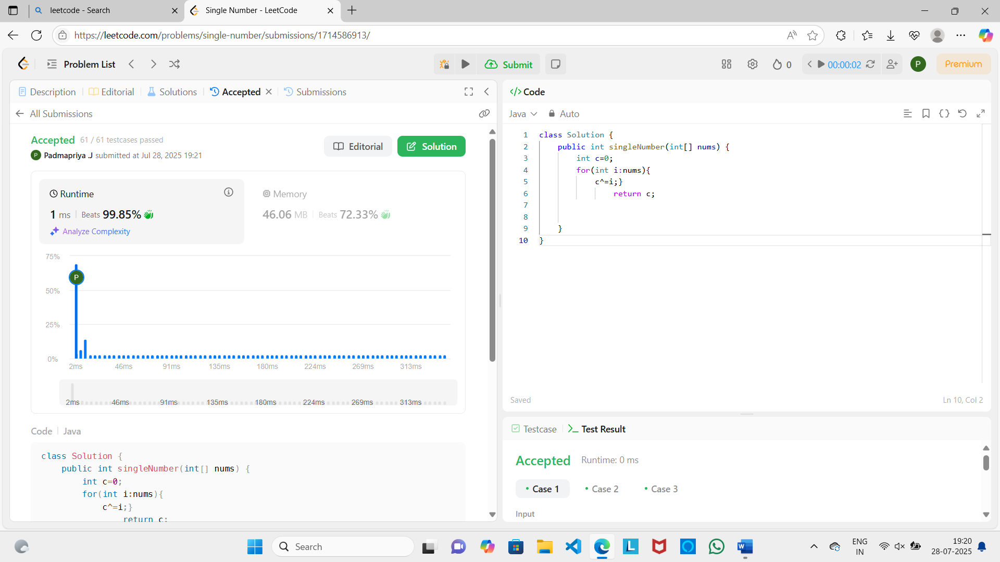 leetcode - Search
Single Number - LeetCode
https://leetcode.com/problems/single-number/submissions/1714586913/
Problem List
Submit
0
00:00:02
P
Premium
Description
Editorial
Solutions
Accepted
Submissions
All Submissions
Accepted 61 / 61 testcases passed
P Padmapriya .J submitted at Jul 28, 2025 19:21
Editorial
Solution
Runtime
1 ms | Beats 99.85%
Analyze Complexity
Memory
46.06 MB | Beats 72.33%
75%
50%
25%
0%
P
2ms 46ms 91ms 135ms 180ms 224ms 269ms 313ms
2ms 46ms 91ms 135ms 180ms 224ms 269ms 313ms
Code | Java
class Solution {
public int singleNumber(int[] nums) {
int c=0;
for(int i:nums){
c^=i;}
return c;
</> Code
Java Auto
1 class Solution {
2 public int singleNumber(int[] nums) {
3 int c=0;
4 for(int i:nums){
5 c^=i;}
6 return c;
7
8
9 }
10 }
Saved
Ln 10, Col 2
Testcase
>_ Test Result
Accepted Runtime: 0 ms
• Case 1 • Case 2 • Case 3
Input
Search
ENG
IN
19:20
28-07-2025